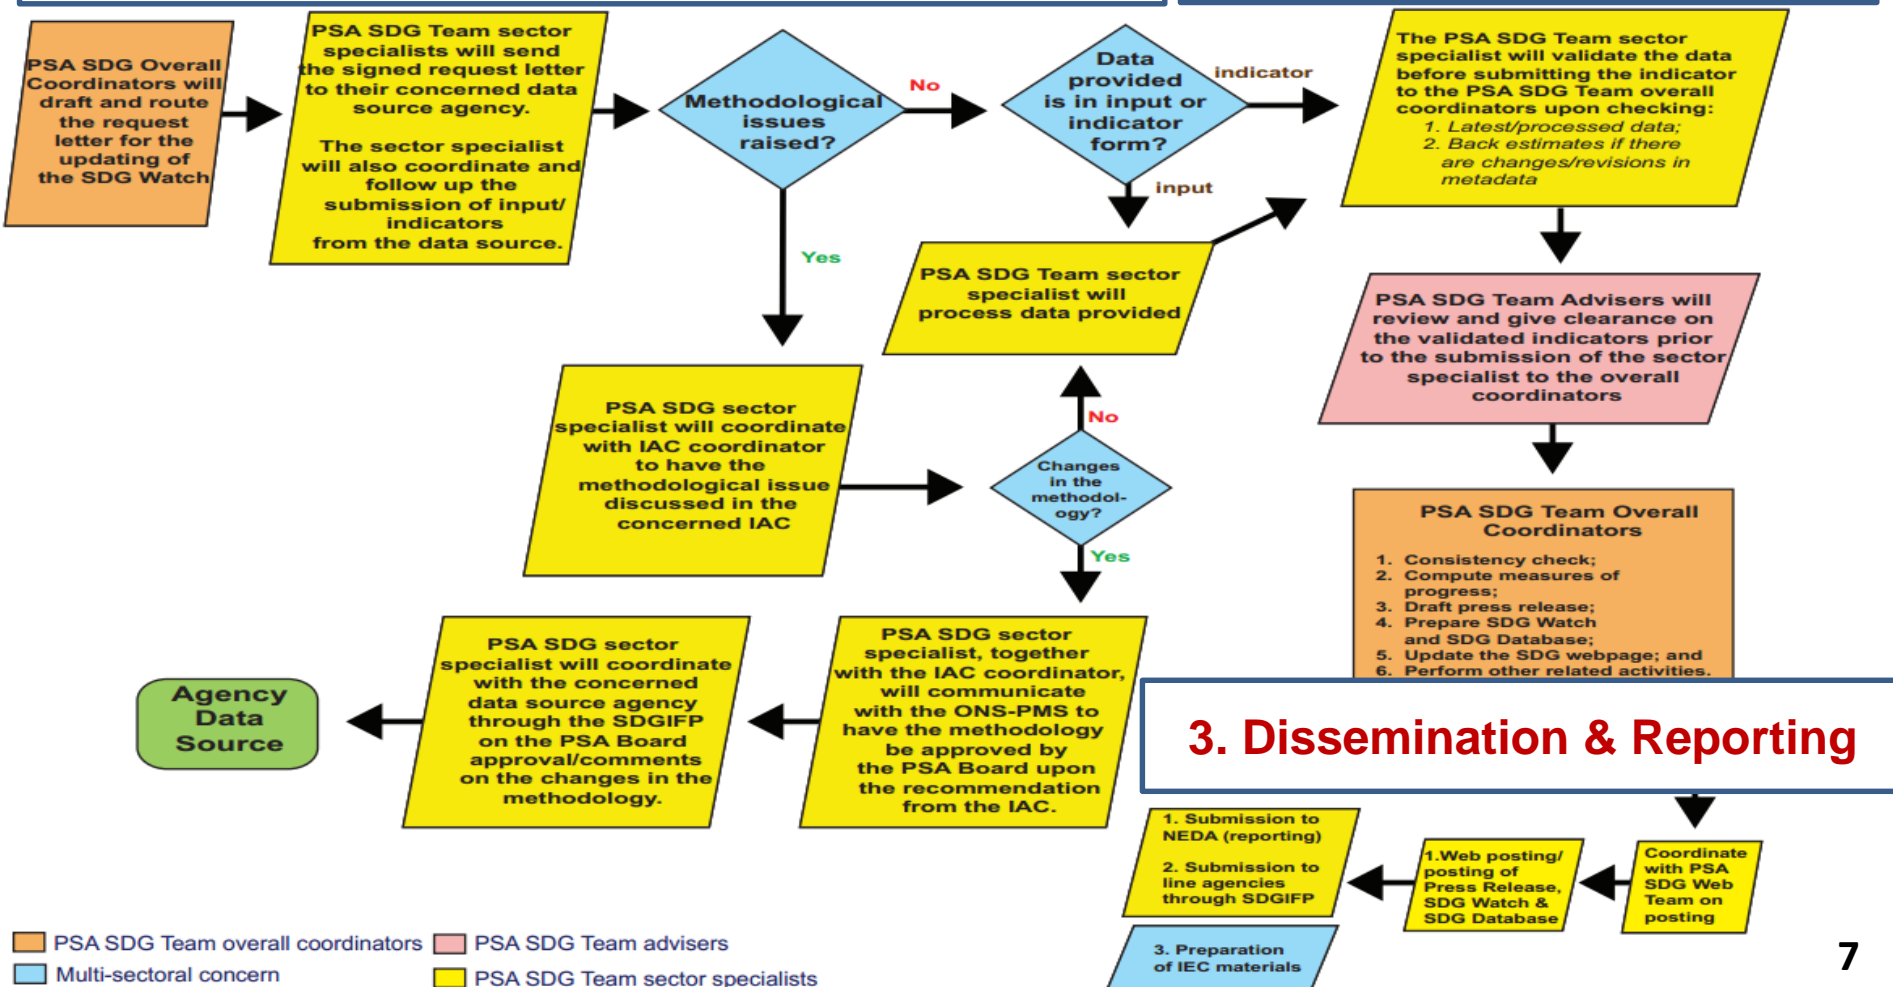 PSA SDG Overall
Coordinators will
draft and route
the request
letter for the
updating of
the SDG Watch
PSA SDG Team sector
specialists will send
the signed request letter
to their concerned data
source agency.
The sector specialist
will also coordinate and
follow up the
submission of input/
indicators
from the data source.
Methodological
issues
raised?
No
Yes
Data
provided
is in input or
indicator
form?
indicator
input
The PSA SDG Team sector
specialist will validate the data
before submitting the indicator
to the PSA SDG Team overall
coordinators upon checking:
1. Latest/processed data;
2. Back estimates if there
are changes/revisions in
metadata
PSA SDG Team sector
specialist will
process data provided
PSA SDG Team Advisers will
review and give clearance on
the validated indicators prior
to the submission of the sector
specialist to the overall
coordinators
PSA SDG sector
specialist will coordinate
with IAC coordinator
to have the
methodological issue
discussed in the
concerned IAC
No
Changes
in the
methodol-
ogy?
Yes
PSA SDG Team Overall
Coordinators
1. Consistency check;
2. Compute measures of
progress;
3. Draft press release;
4. Prepare SDG Watch
and SDG Database;
5. Update the SDG webpage; and
6. Perform other related activities.
Agency
Data
Source
PSA SDG sector
specialist will coordinate
with the concerned
data source agency
through the SDGIFP
on the PSA Board
approval/comments
on the changes in the
methodology.
PSA SDG sector
specialist, together
with the IAC coordinator,
will communicate
with the ONS-PMS to
have the methodology
be approved by
the PSA Board upon
the recommendation
from the IAC.
3. Dissemination & Reporting
1. Submission to
NEDA (reporting)
2. Submission to
line agencies
through SDGIFP
1.Web posting/
posting of
Press Release,
SDG Watch &
SDG Database
Coordinate
with PSA
SDG Web
Team on
posting
3. Preparation
of IEC materials
PSA SDG Team overall coordinators
PSA SDG Team advisers
Multi-sectoral concern
PSA SDG Team sector specialists
7